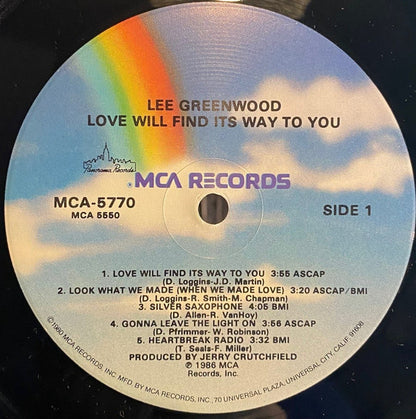 LEE GREENWOOD
LOVE WILL FIND ITS WAY TO YOU
Panorama Records
MCA RECORDS
MCA-5770
MCA 5550
SIDE 1
1. LOVE WILL FIND ITS WAY TO YOU 3:55 ASCAP
(D. Loggins-J.D. Martin)
2. LOOK WHAT WE MADE (WHEN WE MADE LOVE) 3:20 ASCAP/BMI
(D. Loggins-R. Smith-M. Chapman)
3. SILVER SAXOPHONE 4:05 BMI
(D. Allen-R. VanHoy)
4. GONNA LEAVE THE LIGHT ON 3:56 ASCAP
(D. Pfrimmer-W. Robinson)
5. HEARTBREAK RADIO 3:32 BMI
(T. Seals-F. Miller)
PRODUCED BY JERRY CRUTCHFIELD
℗ 1986 MCA
Records, Inc.
©1980 MCA RECORDS, INC. MFG. BY MCA RECORDS, INC., 70 UNIVERSAL PLAZA, UNIVERSAL CITY, CALIF. 91608